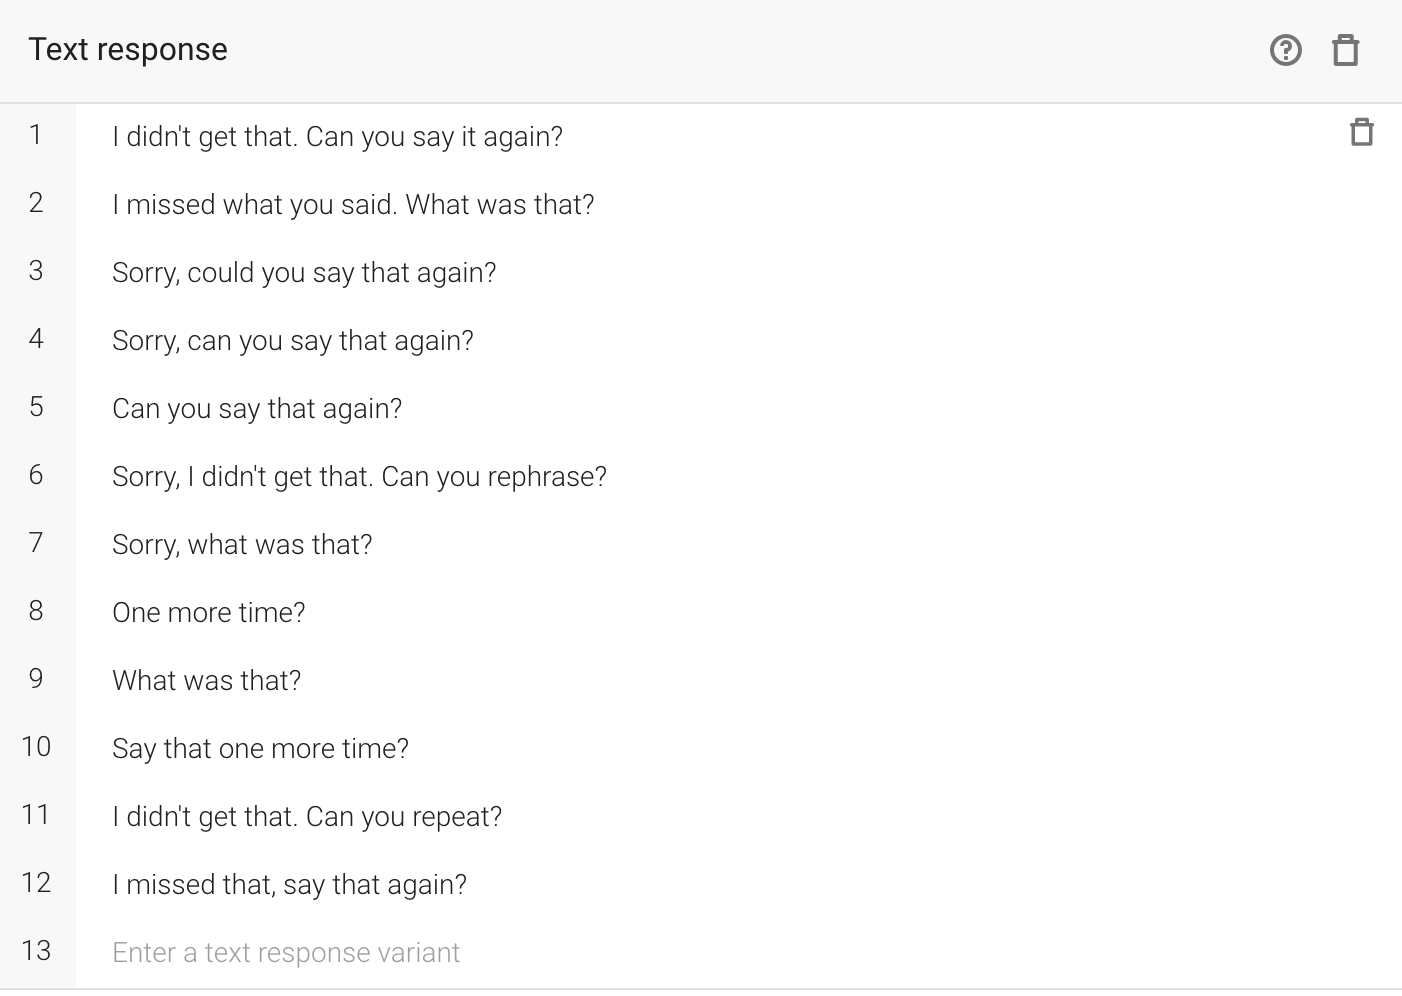 Text response
1 I didn't get that. Can you say it again?
2 I missed what you said. What was that?
3 Sorry, could you say that again?
4 Sorry, can you say that again?
5 Can you say that again?
6 Sorry, I didn't get that. Can you rephrase?
7 Sorry, what was that?
8 One more time?
9 What was that?
10 Say that one more time?
11 I didn't get that. Can you repeat?
12 I missed that, say that again?
13 Enter a text response variant